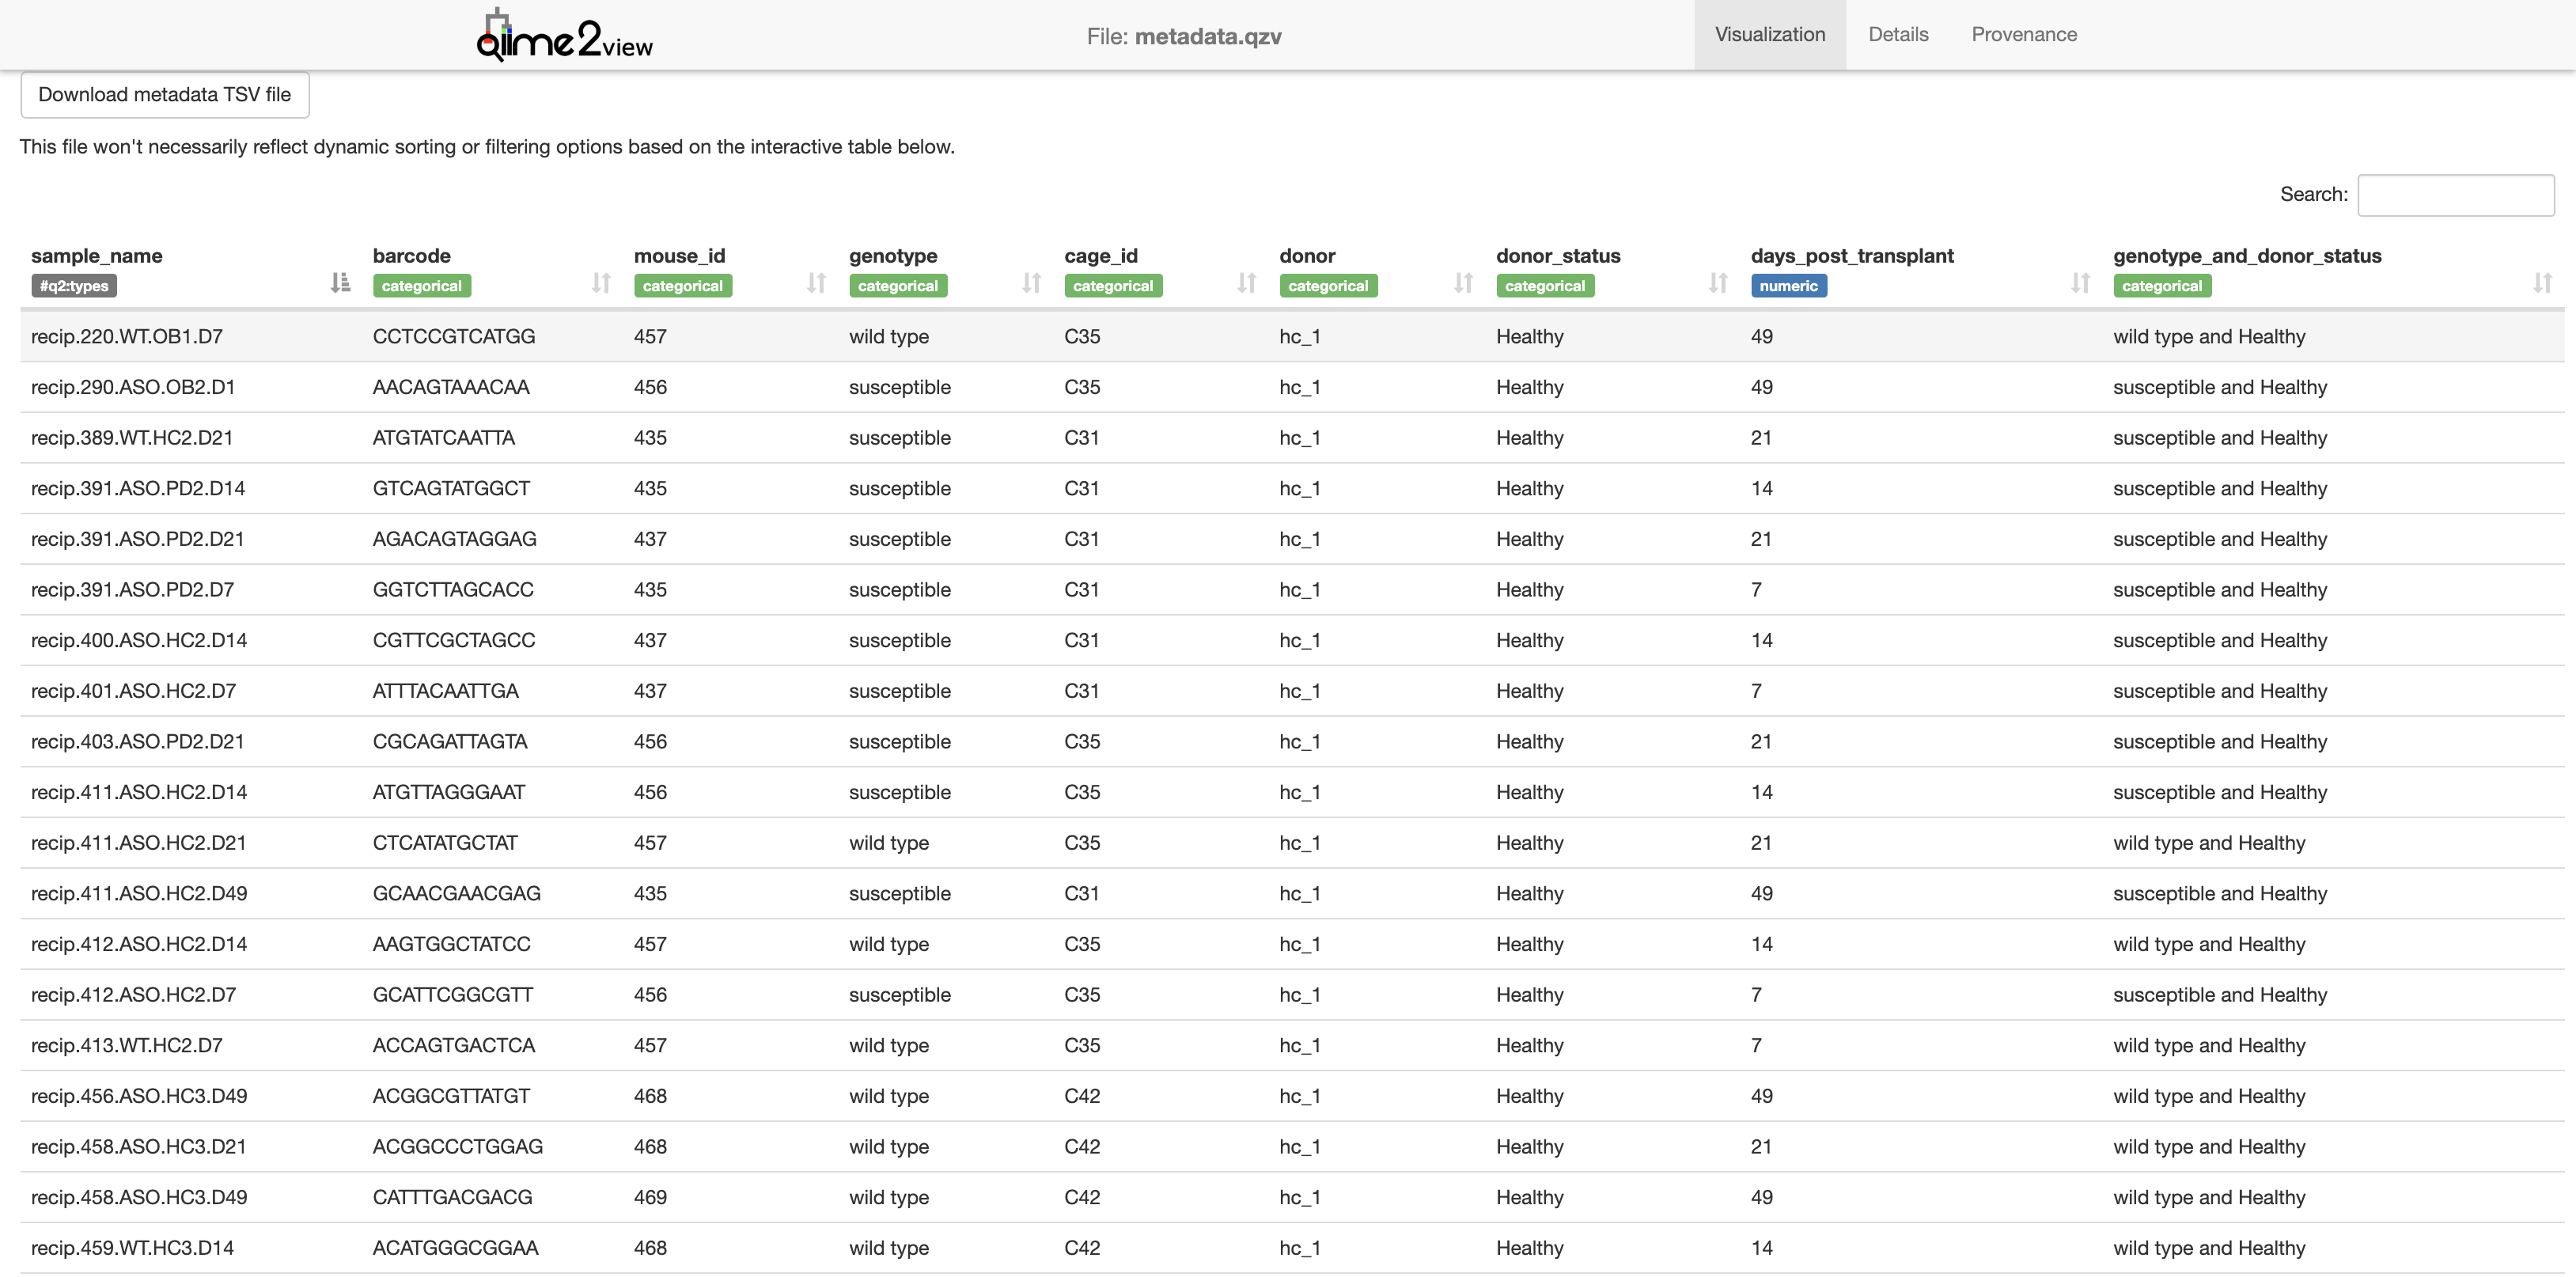 qiime2view File: metadata.qzv Visualization Details Provenance
Download metadata TSV file
This file won't necessarily reflect dynamic sorting or filtering options based on the interactive table below.
Search:
sample_name barcode mouse_id genotype cage_id donor donor_status days_post_transplant genotype_and_donor_status
#q2:types categorical categorical categorical categorical categorical categorical numeric categorical
recip.220.WT.OB1.D7 CCTCCGTCATGG 457 wild type C35 hc_1 Healthy 49 wild type and Healthy
recip.290.ASO.OB2.D1 AACAGTAAACAA 456 susceptible C35 hc_1 Healthy 49 susceptible and Healthy
recip.389.WT.HC2.D21 ATGTATCAATTA 435 susceptible C31 hc_1 Healthy 21 susceptible and Healthy
recip.391.ASO.PD2.D14 GTCAGTATGGCT 435 susceptible C31 hc_1 Healthy 14 susceptible and Healthy
recip.391.ASO.PD2.D21 AGACAGTAGGAG 437 susceptible C31 hc_1 Healthy 21 susceptible and Healthy
recip.391.ASO.PD2.D7 GGTCTTAGCACC 435 susceptible C31 hc_1 Healthy 7 susceptible and Healthy
recip.400.ASO.HC2.D14 CGTTCGCTAGCC 437 susceptible C31 hc_1 Healthy 14 susceptible and Healthy
recip.401.ASO.HC2.D7 ATTTACAATTGA 437 susceptible C31 hc_1 Healthy 7 susceptible and Healthy
recip.403.ASO.PD2.D21 CGCAGATTAGTA 456 susceptible C35 hc_1 Healthy 21 susceptible and Healthy
recip.411.ASO.HC2.D14 ATGTTAGGGAAT 456 susceptible C35 hc_1 Healthy 14 susceptible and Healthy
recip.411.ASO.HC2.D21 CTCATATGCTAT 457 wild type C35 hc_1 Healthy 21 wild type and Healthy
recip.411.ASO.HC2.D49 GCAACGAACGAG 435 susceptible C31 hc_1 Healthy 49 susceptible and Healthy
recip.412.ASO.HC2.D14 AAGTGGCTATCC 457 wild type C35 hc_1 Healthy 14 wild type and Healthy
recip.412.ASO.HC2.D7 GCATTCGGCGTT 456 susceptible C35 hc_1 Healthy 7 susceptible and Healthy
recip.413.WT.HC2.D7 ACCAGTGACTCA 457 wild type C35 hc_1 Healthy 7 wild type and Healthy
recip.456.ASO.HC3.D49 ACGGCGTTATGT 468 wild type C42 hc_1 Healthy 49 wild type and Healthy
recip.458.ASO.HC3.D21 ACGGCCCTGGAG 468 wild type C42 hc_1 Healthy 21 wild type and Healthy
recip.458.ASO.HC3.D49 CATTTGACGACG 469 wild type C42 hc_1 Healthy 49 wild type and Healthy
recip.459.WT.HC3.D14 ACATGGGCGGAA 468 wild type C42 hc_1 Healthy 14 wild type and Healthy